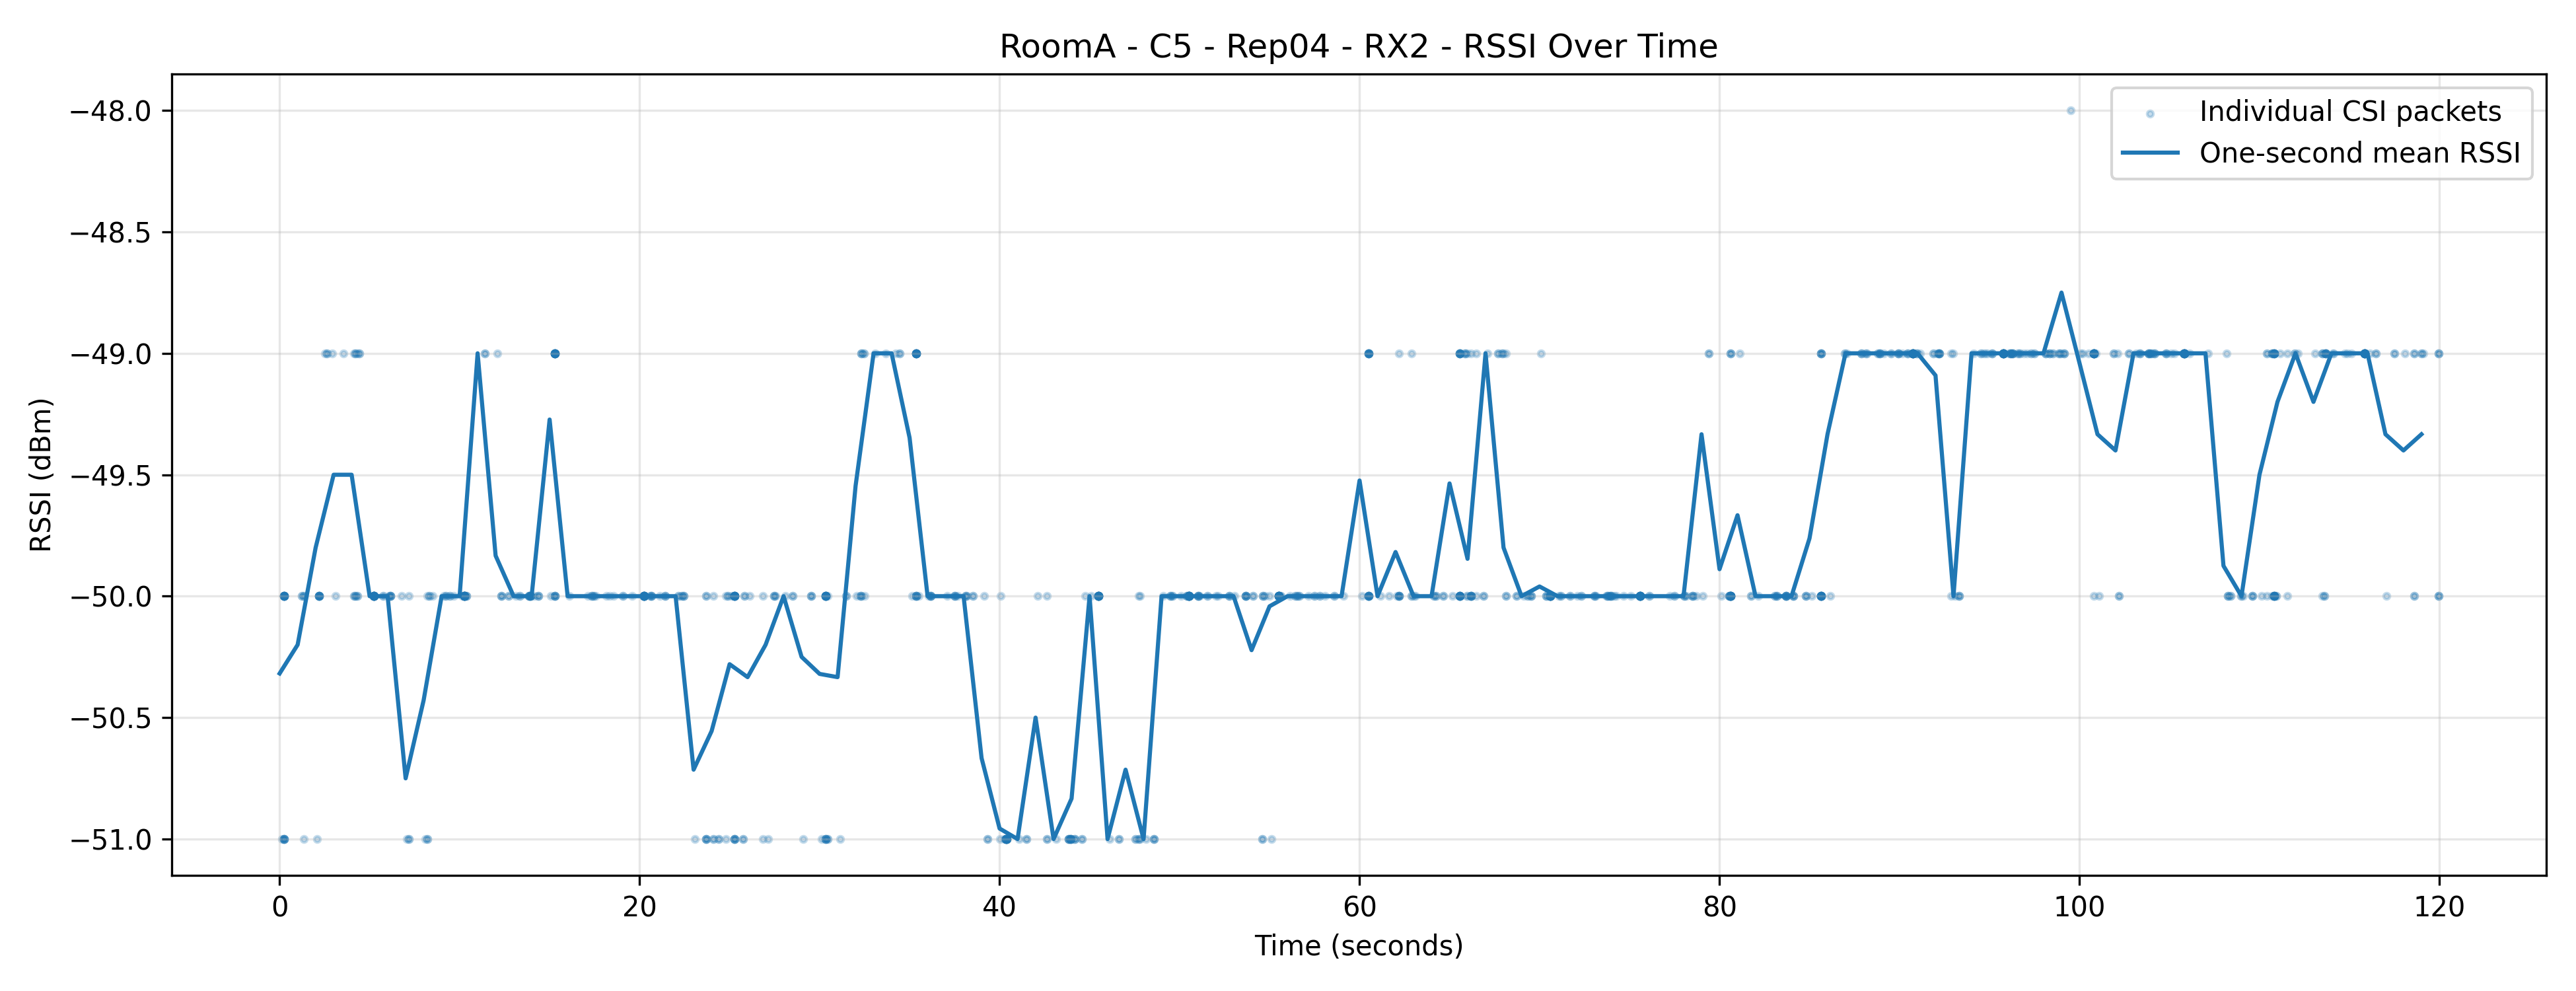 RoomA - C5 - Rep04 - RX2 - RSSI Over Time
Individual CSI packets
One-second mean RSSI
RSSI (dBm)
−48.0
−48.5
−49.0
−49.5
−50.0
−50.5
−51.0
0 20 40 60 80 100 120
Time (seconds)